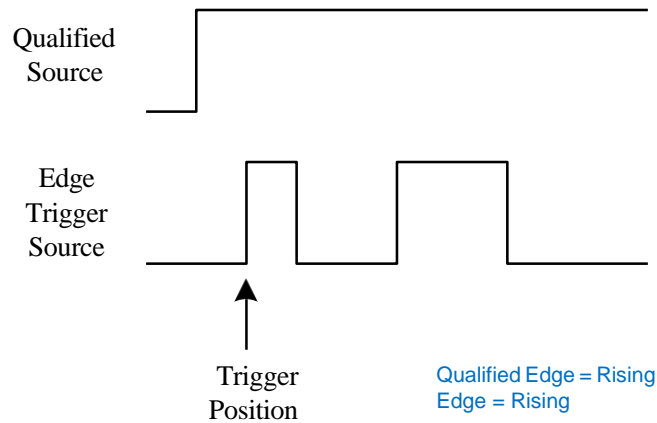 Qualified
Source
Edge
Trigger
Source
Trigger
Position
Qualified Edge = Rising
Edge = Rising